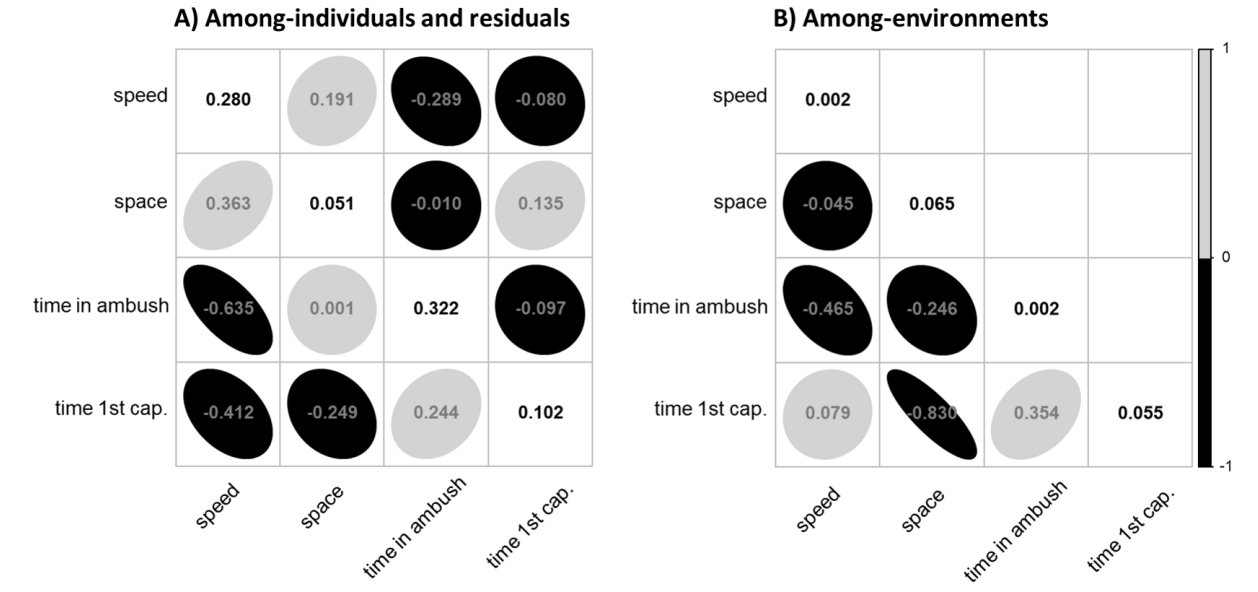 A) Among-individuals and residuals
speed 0.280 0.191 -0.289 -0.080
space 0.363 0.051 -0.010 0.135
time in ambush -0.635 0.001 0.322 -0.097
time 1st cap. -0.412 -0.249 0.244 0.102
speed space time in ambush time 1st cap.
B) Among-environments
speed 0.002
space -0.045 0.065
time in ambush -0.465 -0.246 0.002
time 1st cap. 0.079 -0.830 0.354 0.055
speed space time in ambush time 1st cap.
1
0
-1